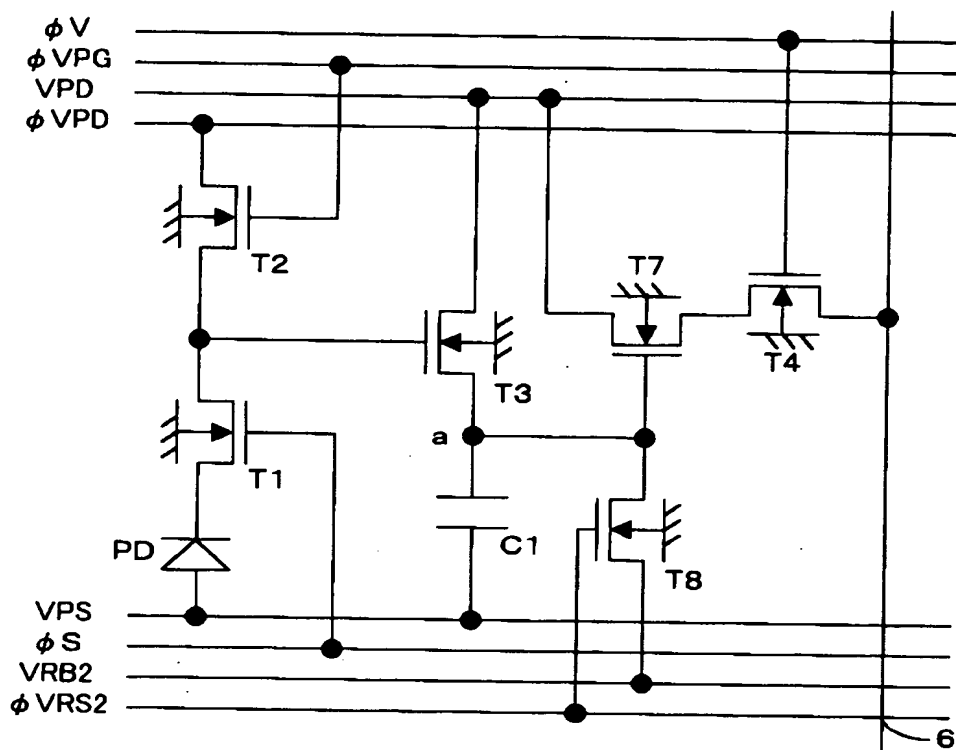 φV
φVPG
VPD
φVPD
T2
T7
T4
T3
a
T1
C1
PD
T8
VPS
φS
VRB2
φVRS2
6